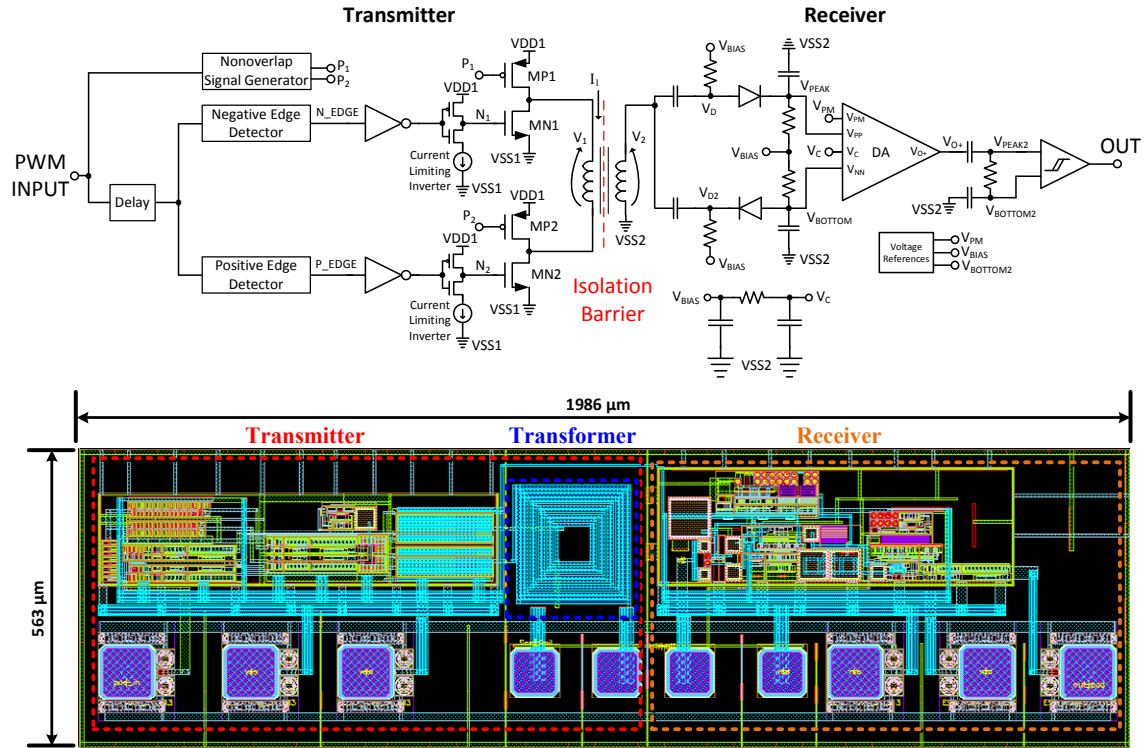 Transmitter
Receiver
Nonoverlap
Signal Generator
P1
P2
VDD1
P1
MP1
VSS2
VBIAS
I1
VPEAK
Negative Edge
Detector
N_EDGE
VDD1
N1
MN1
VSS1
Current
Limiting
Inverter
VSS1
V1
V2
VD
VPM
VPM
VPP
VBIAS
VC
VC
DA
VO+
VNN
VO+
VPEAK2
OUT
PWM
INPUT
Delay
VDD1
P2
MP2
VSS2
VD2
VBOTTOM
VSS2
VBOTTOM2
VBIAS
VSS2
Positive Edge
Detector
P_EDGE
VDD1
N2
MN2
VSS1
Current
Limiting
Inverter
VSS1
Isolation
Barrier
Voltage
References
VPM
VBIAS
VBOTTOM2
VBIAS
VC
VSS2
1986 μm
Transmitter
Transformer
Receiver
563 μm